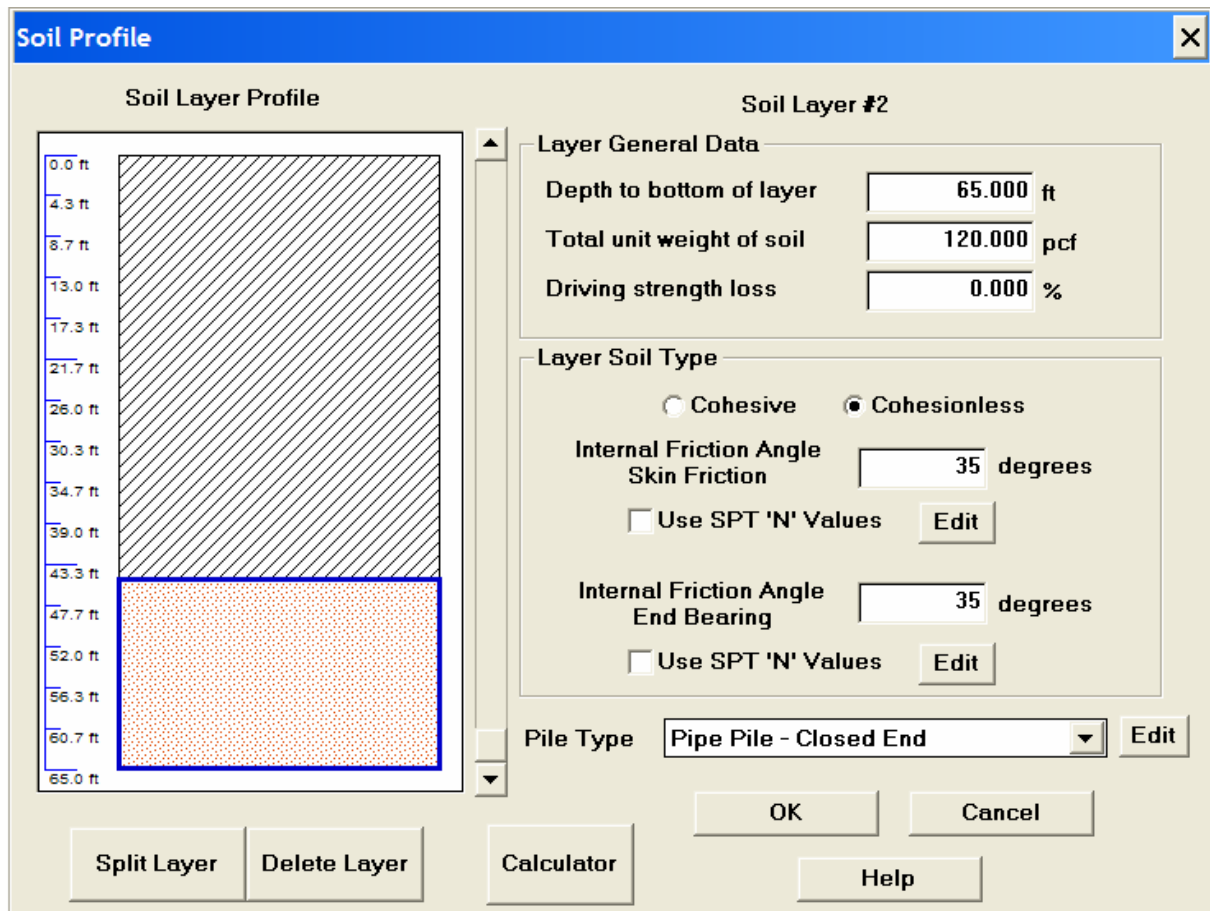 Soil Profile
Soil Layer Profile
0.0 ft
4.3 ft
8.7 ft
13.0 ft
17.3 ft
21.7 ft
26.0 ft
30.3 ft
34.7 ft
39.0 ft
43.3 ft
47.7 ft
52.0 ft
56.3 ft
60.7 ft
65.0 ft
Split Layer
Delete Layer
Calculator
Soil Layer #2
Layer General Data
Depth to bottom of layer 65.000 ft
Total unit weight of soil 120.000 pcf
Driving strength loss 0.000 %
Layer Soil Type
Cohesive Cohesionless
Internal Friction Angle
Skin Friction 35 degrees
Use SPT 'N' Values Edit
Internal Friction Angle
End Bearing 35 degrees
Use SPT 'N' Values Edit
Pile Type Pipe Pile - Closed End Edit
OK Cancel
Help